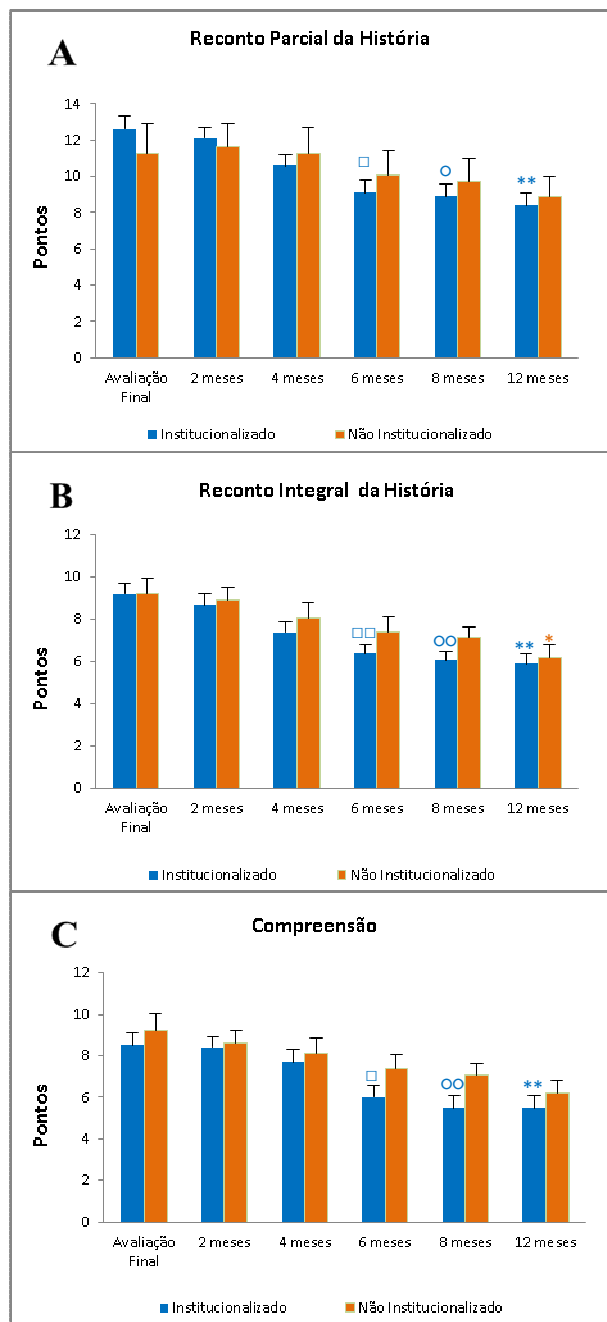 A
Reconto Parcial da História
Pontos
14
12
10
8
6
4
2
0
**
Avaliação Final
2 meses
4 meses
6 meses
8 meses
12 meses
Institucionalizado
Não Institucionalizado
B
Reconto Integral da História
Pontos
12
10
8
6
4
2
0
** *
Avaliação Final
2 meses
4 meses
6 meses
8 meses
12 meses
Institucionalizado
Não Institucionalizado
C
Compreensão
Pontos
12
10
8
6
4
2
0
**
Avaliação Final
2 meses
4 meses
6 meses
8 meses
12 meses
Institucionalizado
Não Institucionalizado